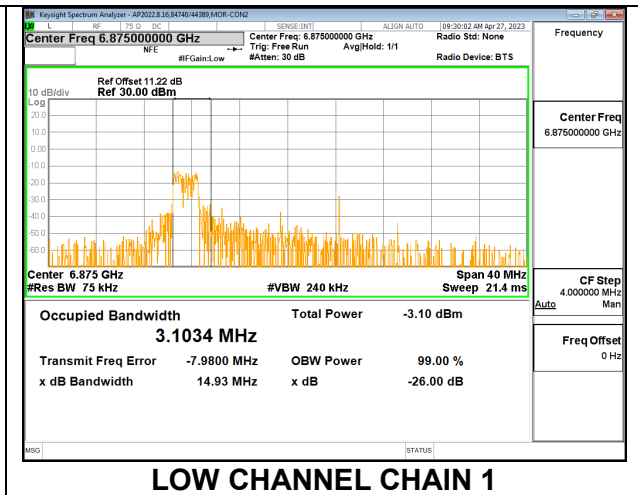 Keysight Spectrum Analyzer - AP2022.8.16,84740/44389,MOR-CON2
L RF 75 Ω DC SENSE:INT ALIGN AUTO 09:30:02 AM Apr 27, 2023
Center Freq 6.875000000 GHz
Center Freq: 6.875000000 GHz
Radio Std: None
NFE
Trig: Free Run Avg|Hold: 1/1
#IFGain:Low
#Atten: 30 dB
Radio Device: BTS
Frequency
Ref Offset 11.22 dB
10 dB/div Ref 30.00 dBm
Log
20.0
10.0
0.00
-10.0
-20.0
-30.0
-40.0
-50.0
-60.0
Center 6.875 GHz Span 40 MHz
#Res BW 75 kHz #VBW 240 kHz Sweep 21.4 ms
Occupied Bandwidth Total Power -3.10 dBm
3.1034 MHz
Transmit Freq Error -7.9800 MHz OBW Power 99.00 %
x dB Bandwidth 14.93 MHz x dB -26.00 dB
Center Freq
6.875000000 GHz
CF Step
4.000000 MHz
Auto Man
Freq Offset
0 Hz
MSG STATUS
LOW CHANNEL CHAIN 1